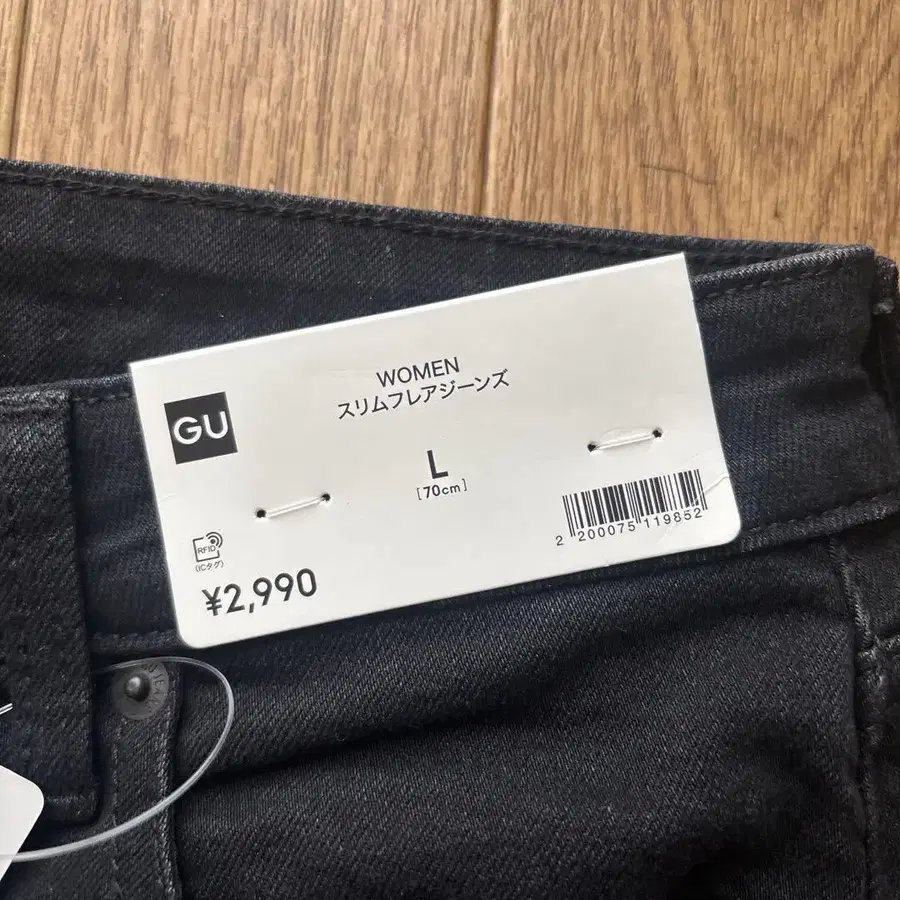 WOMEN
スリムフレアジーンズ
GU
L
[70cm]
RFID
(ICタグ)
¥2,990
2 200075 119852